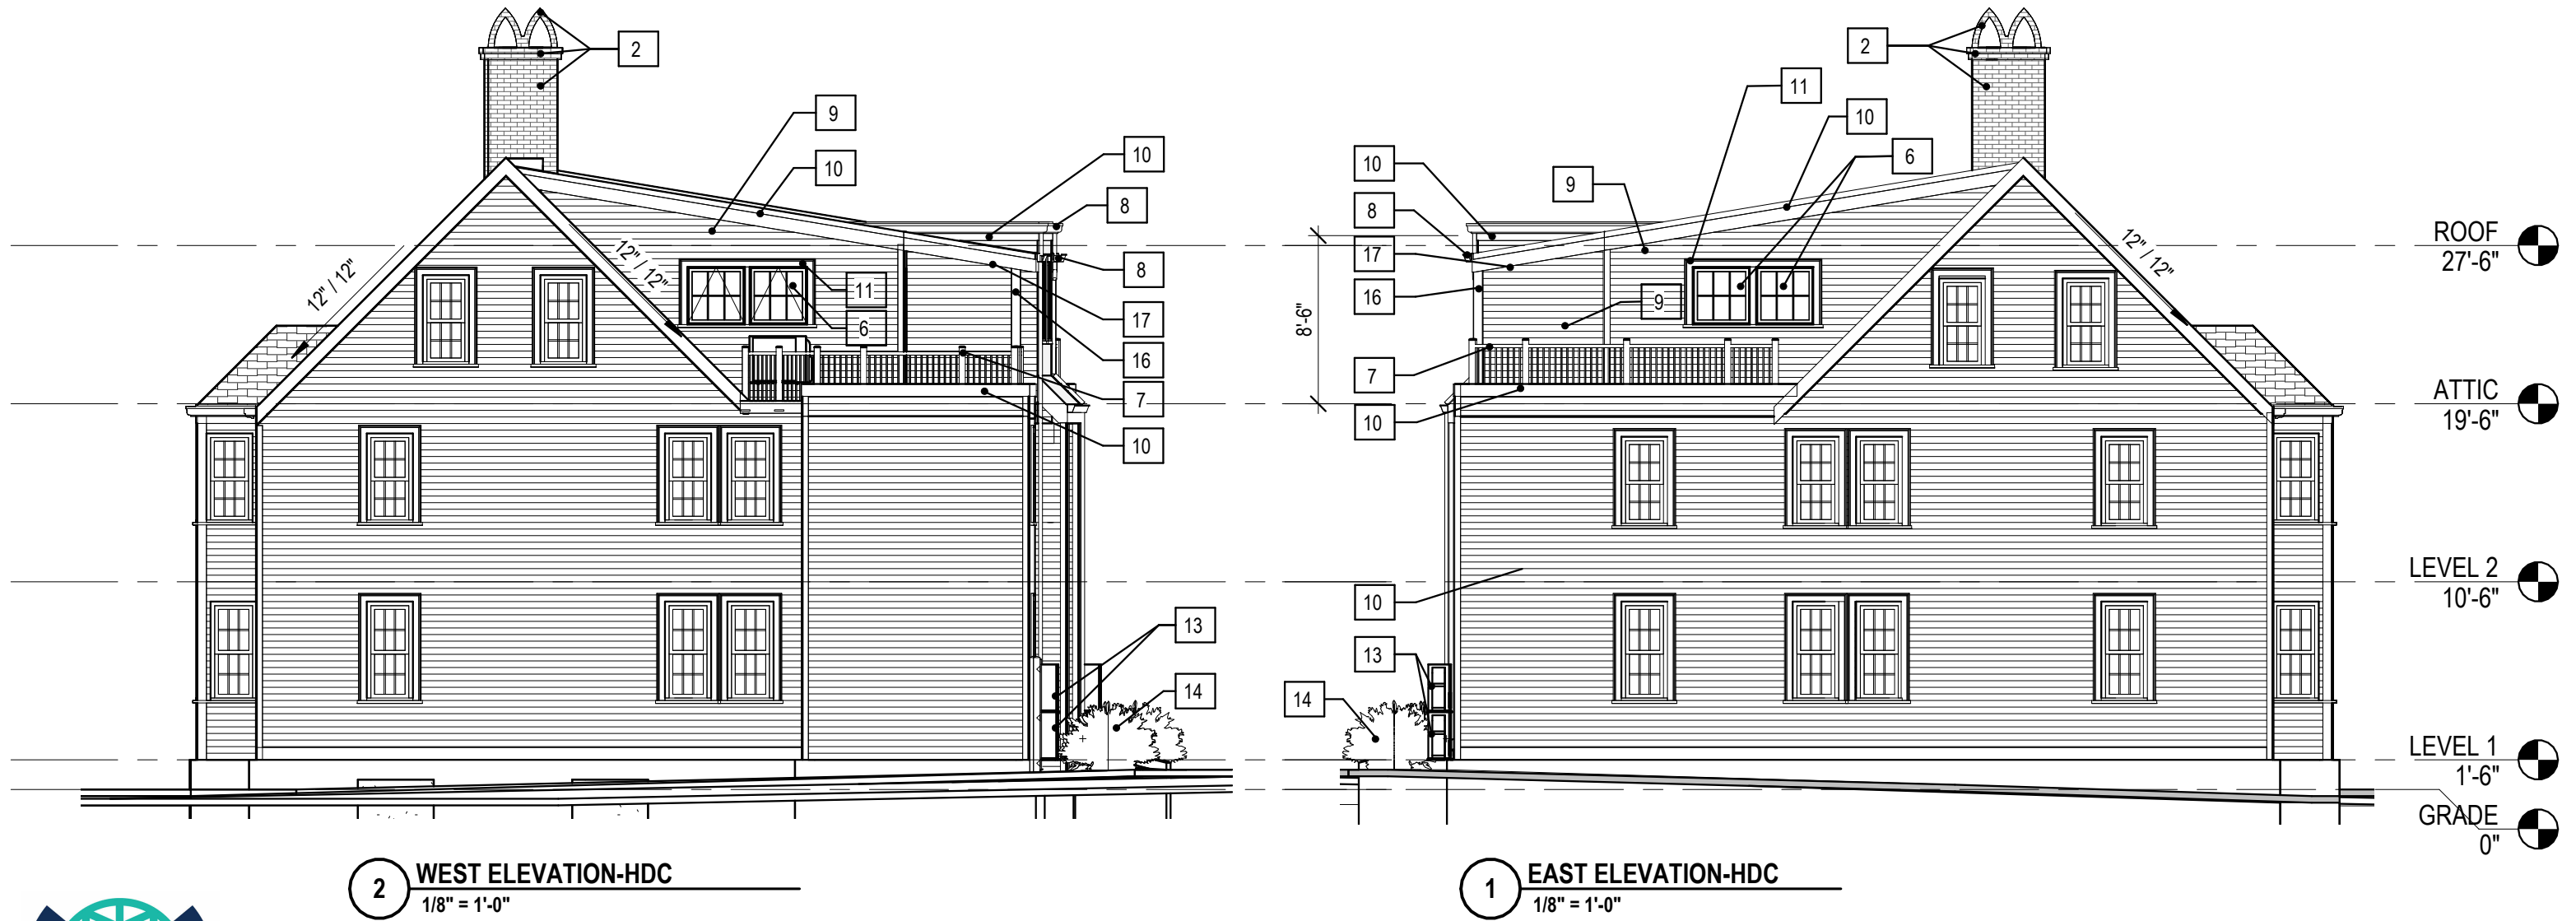 2
9
10
10
8
12" / 12"
12" / 12"
11
6
8
17
16
7
10
13
14
2 WEST ELEVATION-HDC
1/8" = 1'-0"
2
11
10
6
10
9
8
17
16
9
8'-6"
7
10
12" / 12"
10
13
14
ROOF
27'-6"
ATTIC
19'-6"
LEVEL 2
10'-6"
LEVEL 1
1'-6"
GRADE
0"
1 EAST ELEVATION-HDC
1/8" = 1'-0"